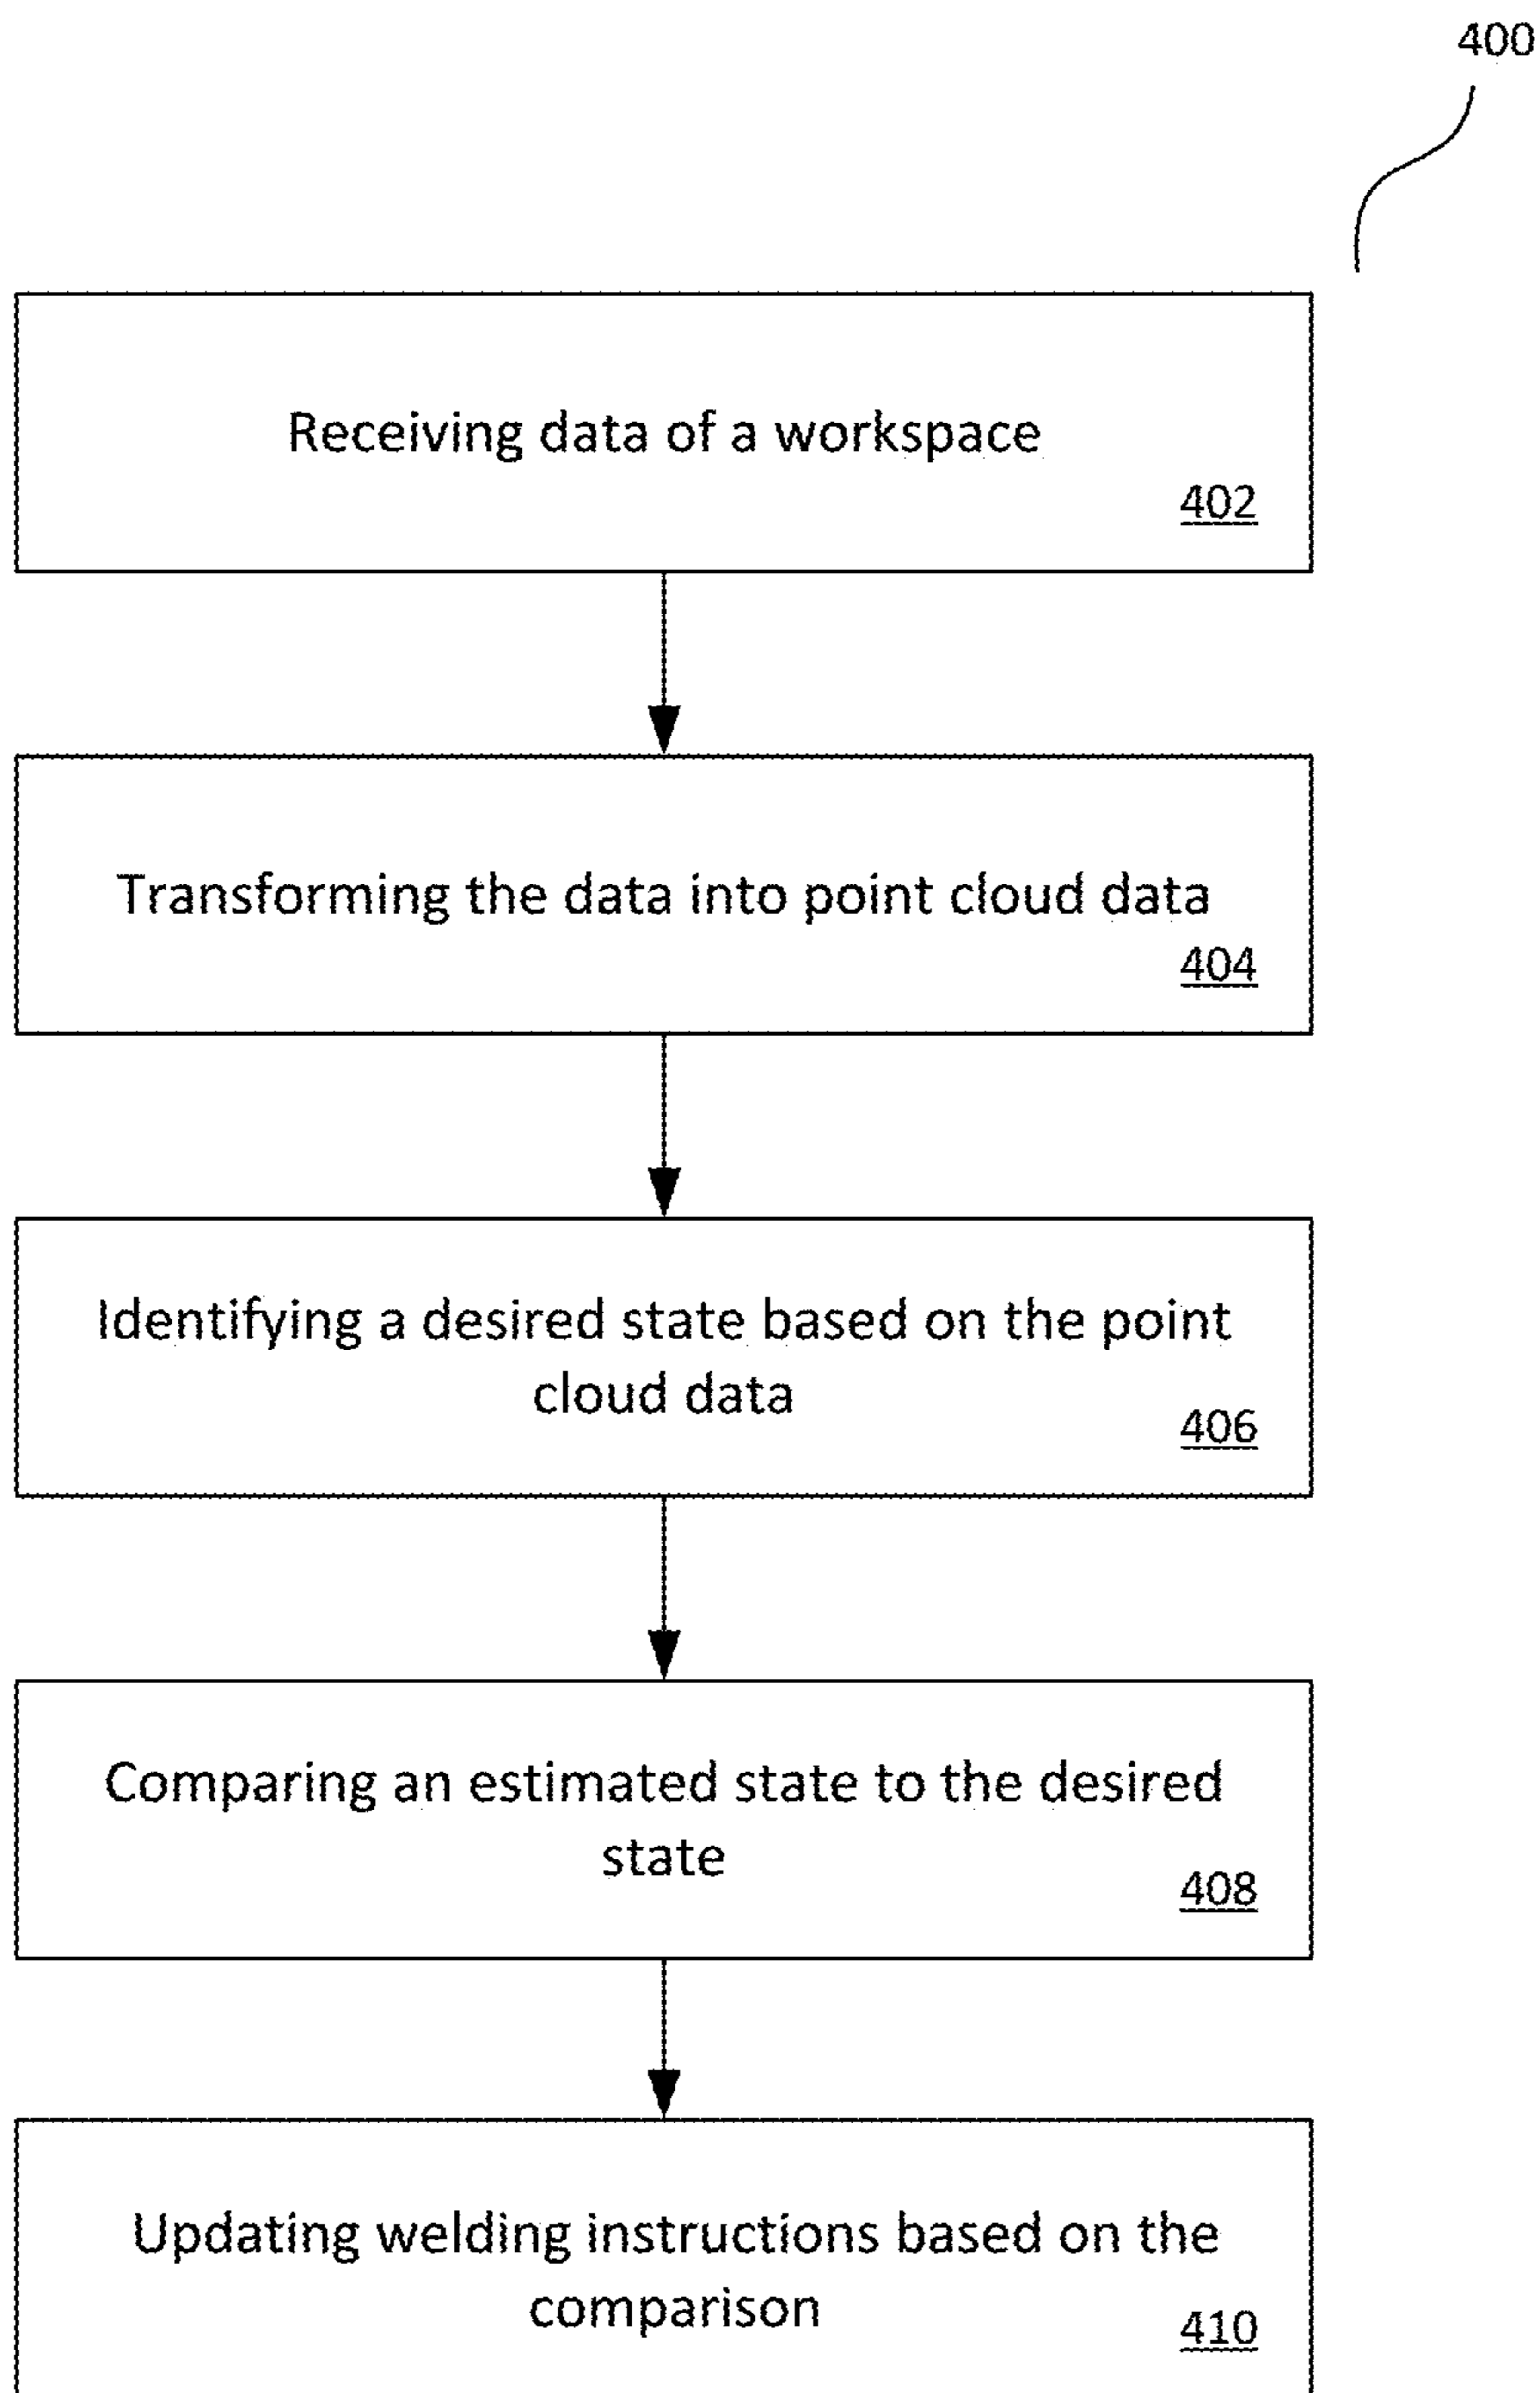 400
Receiving data of a workspace
402
Transforming the data into point cloud data
404
Identifying a desired state based on the point
cloud data
406
Comparing an estimated state to the desired
state
408
Updating welding instructions based on the
comparison
410